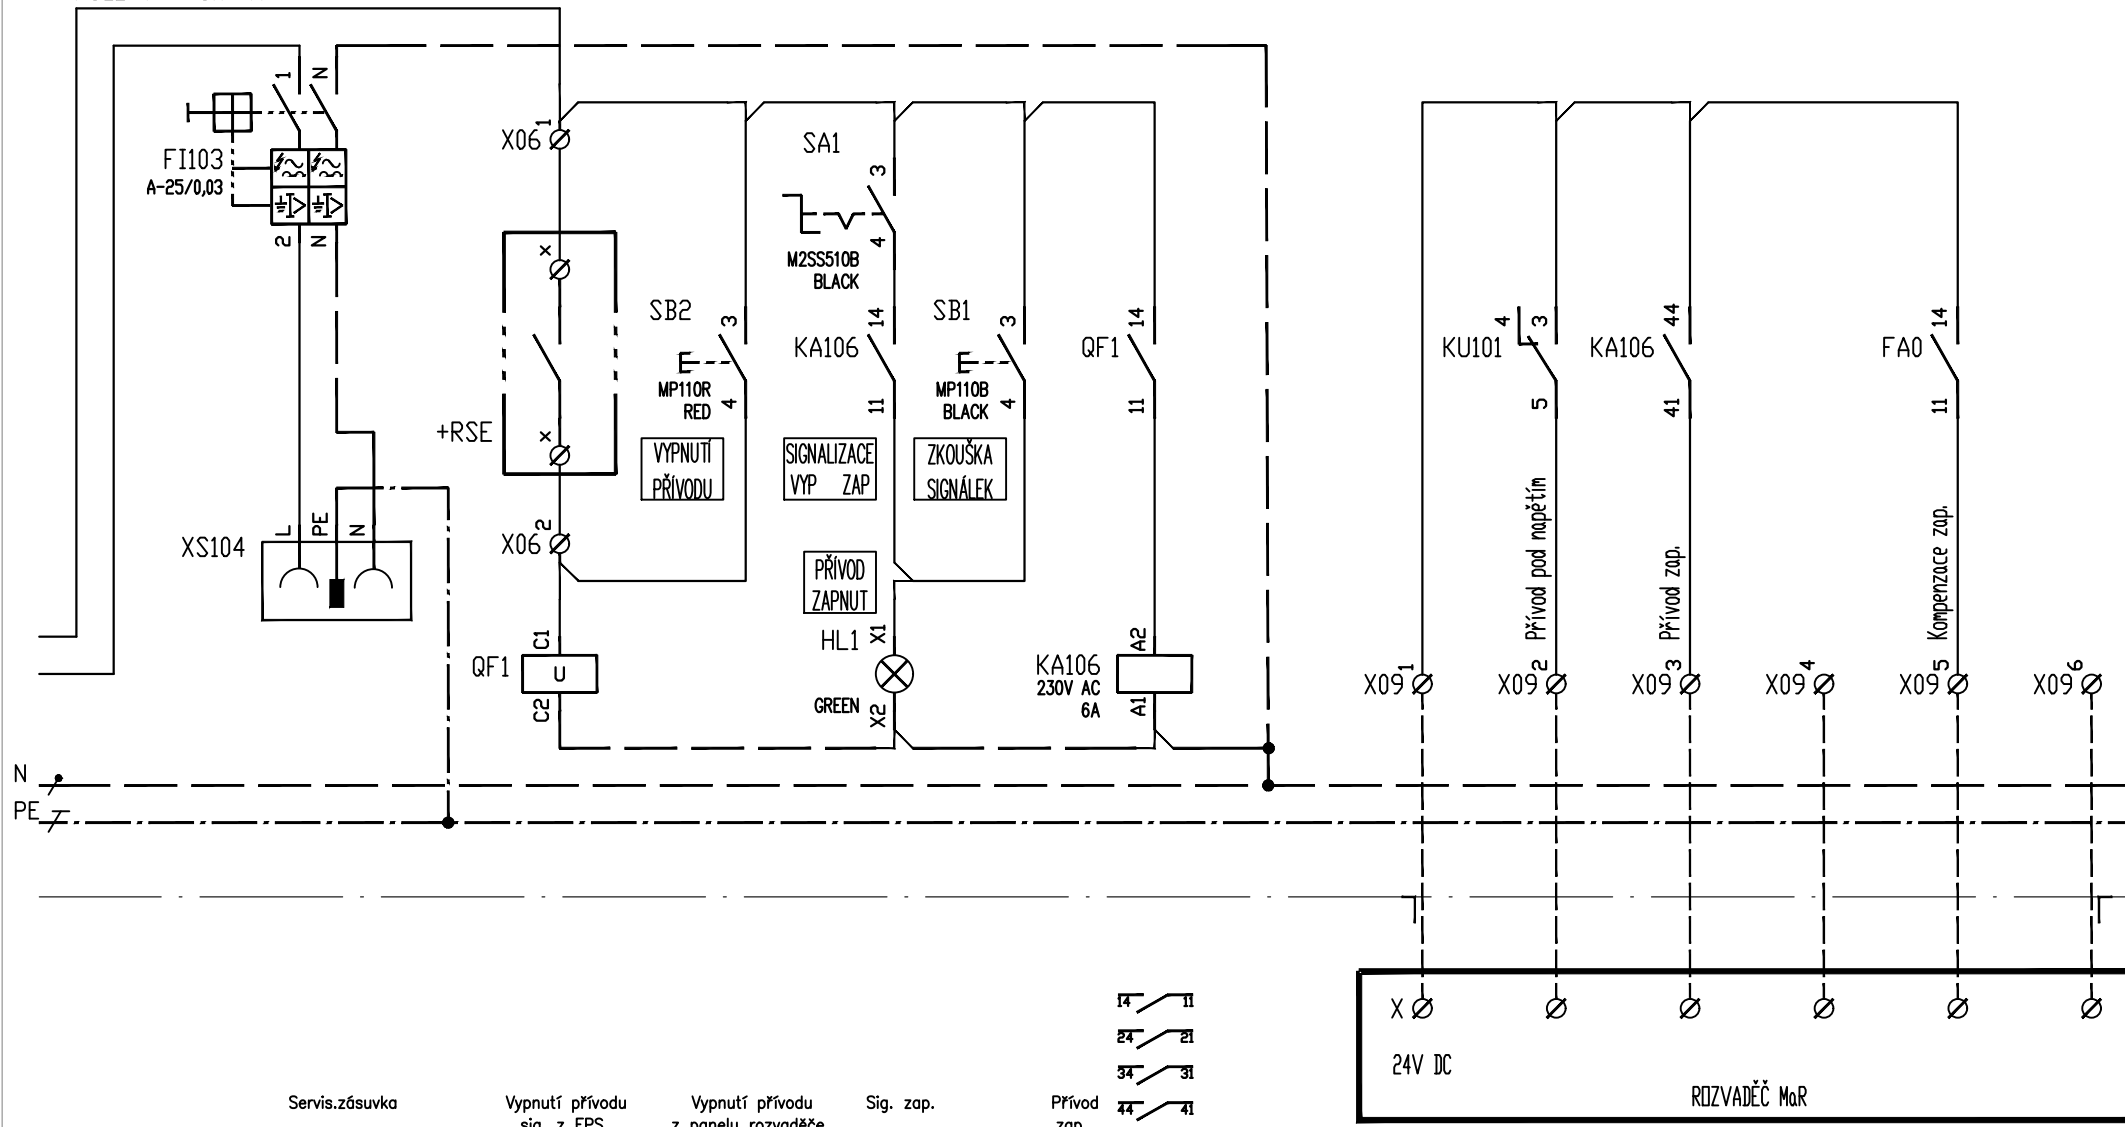 1
N
FI103
A-25/0,03
2
N
XS104
L
PE
N
X06
1
x
x
+RSE
X06
2
QF1
C1
U
C2
SB2
3
4
MP110R
RED
VYPNUTÍ
PŘÍVODU
SA1
3
4
M2SS510B
BLACK
KA106
14
11
SIGNALIZACE
VYP ZAP
PŘÍVOD
ZAPNUT
HL1
X1
GREEN
X2
SB1
3
4
MP110B
BLACK
ZKOUŠKA
SIGNÁLEK
QF1
14
11
KA106
230V AC
6A
A2
A1
KU101
4
3
5
Přívod pod napětím
KA106
44
41
Přívod zap.
FA0
14
11
Kompenzace zap.
X09
1
X09
2
X09
3
X09
4
X09
5
X09
6
N
PE
X
24V DC
ROZVADĚČ MaR
14 11
24 21
34 31
44 41
Servis.zásuvka
Vypnutí přívodu
sig. z EPS
Vypnutí přívodu
z panelu rozvaděče
Sig. zap.
Přívod
zap.